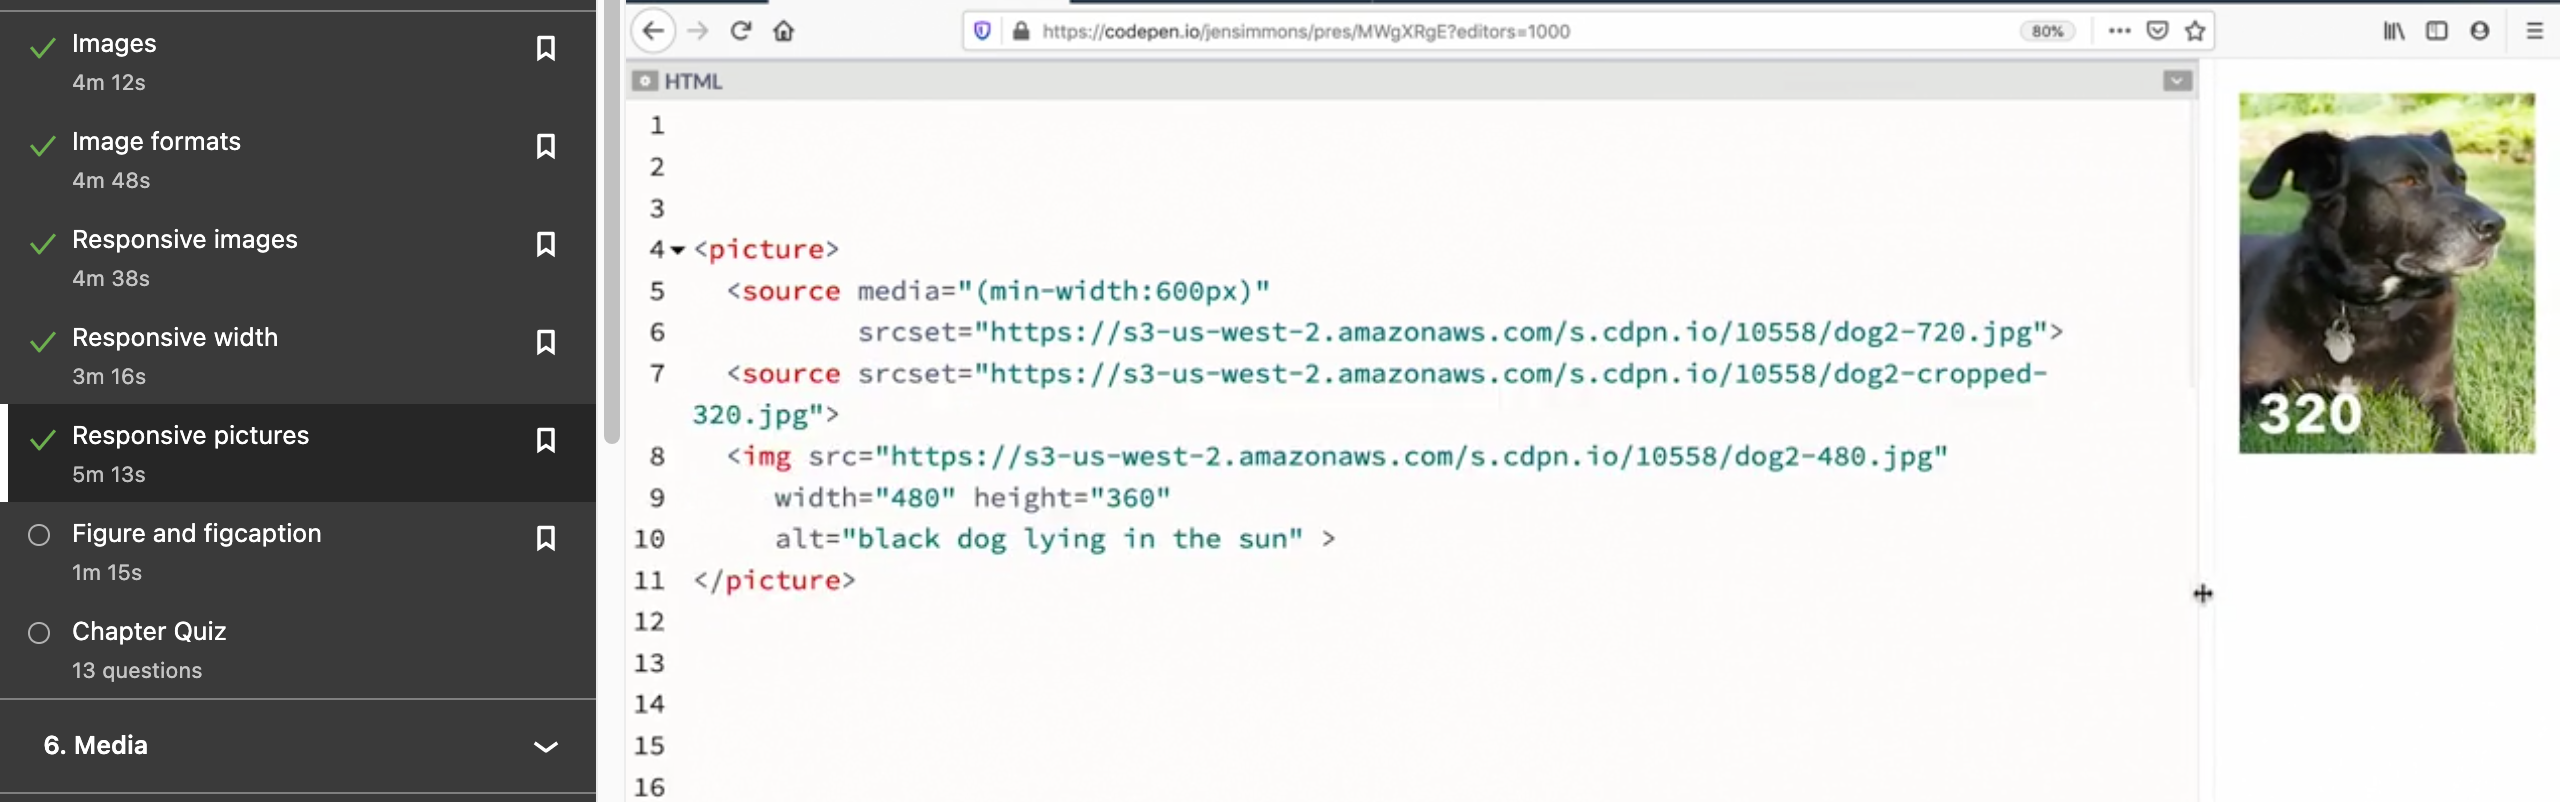 Images
4m 12s
Image formats
4m 48s
Responsive images
4m 38s
Responsive width
3m 16s
Responsive pictures
5m 13s
Figure and figcaption
1m 15s
Chapter Quiz
13 questions
6. Media
https://codepen.io/jensimmons/pres/MWgXRgE?editors=1000
80%
HTML
1
2
3
4 <picture>
5 <source media="(min-width:600px)"
6 srcset="https://s3-us-west-2.amazonaws.com/s.cdpn.io/10558/dog2-720.jpg">
7 <source srcset="https://s3-us-west-2.amazonaws.com/s.cdpn.io/10558/dog2-cropped-
320.jpg">
8 <img src="https://s3-us-west-2.amazonaws.com/s.cdpn.io/10558/dog2-480.jpg"
9 width="480" height="360"
10 alt="black dog lying in the sun" >
11 </picture>
12
13
14
15
16
320